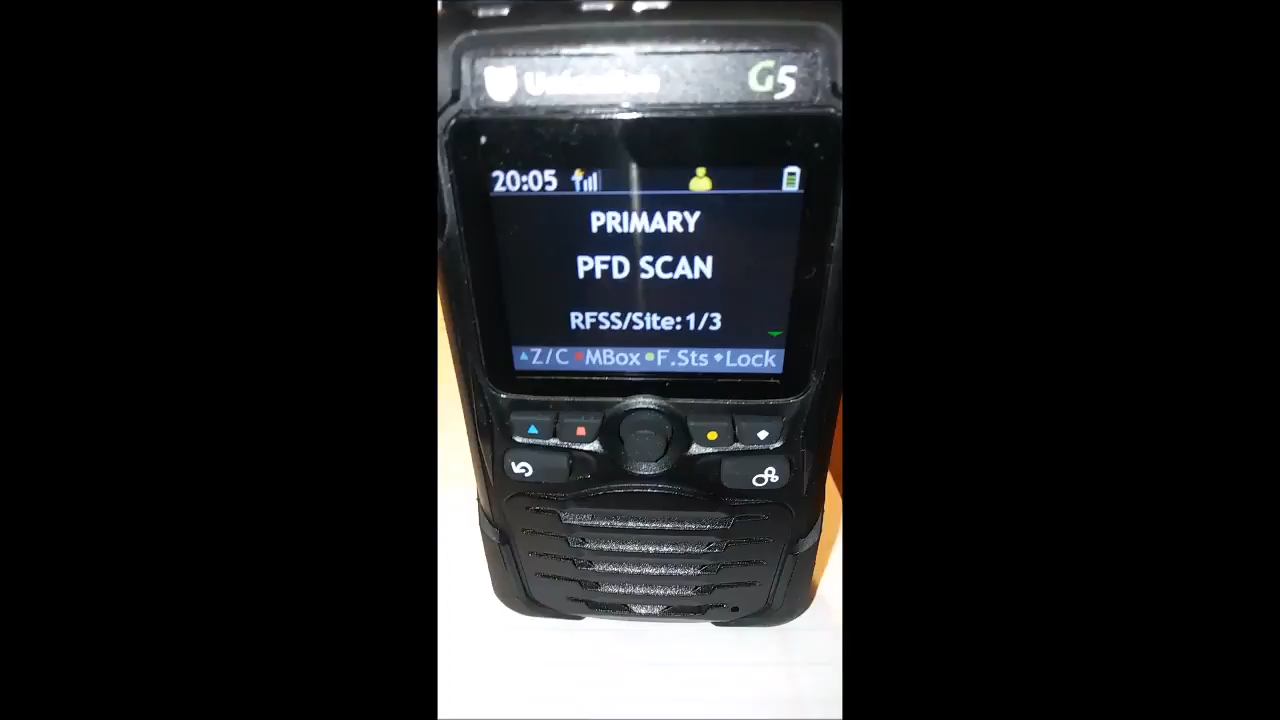 G5
20:05
PRIMARY
PFD SCAN
RFSS/Site:1/3
Z/C MBox F.Sts Lock